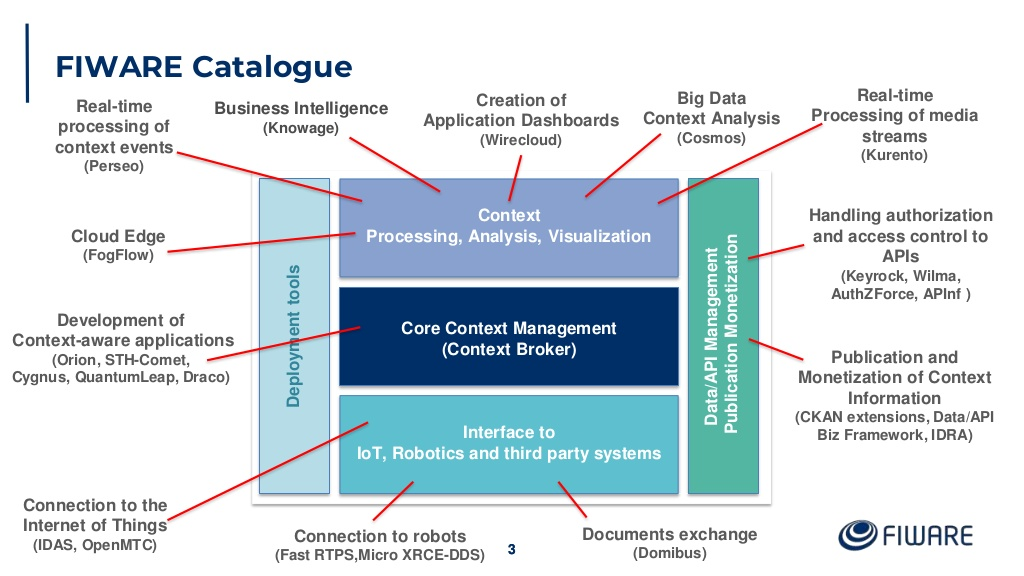 FIWARE Catalogue
Real-time
processing of
context events
(Perseo)
Business Intelligence
(Knowage)
Creation of
Application Dashboards
(Wirecloud)
Big Data
Context Analysis
(Cosmos)
Real-time
Processing of media
streams
(Kurento)
Cloud Edge
(FogFlow)
Development of
Context-aware applications
(Orion, STH-Comet,
Cygnus, QuantumLeap, Draco)
Connection to the
Internet of Things
(IDAS, OpenMTC)
Deployment tools
Context
Processing, Analysis, Visualization
Core Context Management
(Context Broker)
Interface to
IoT, Robotics and third party systems
Data/API Management
Publication Monetization
Handling authorization
and access control to
APIs
(Keyrock, Wilma,
AuthZForce, APInf )
Publication and
Monetization of Context
Information
(CKAN extensions, Data/API
Biz Framework, IDRA)
Connection to robots
(Fast RTPS,Micro XRCE-DDS)
3
Documents exchange
(Domibus)
FIWARE